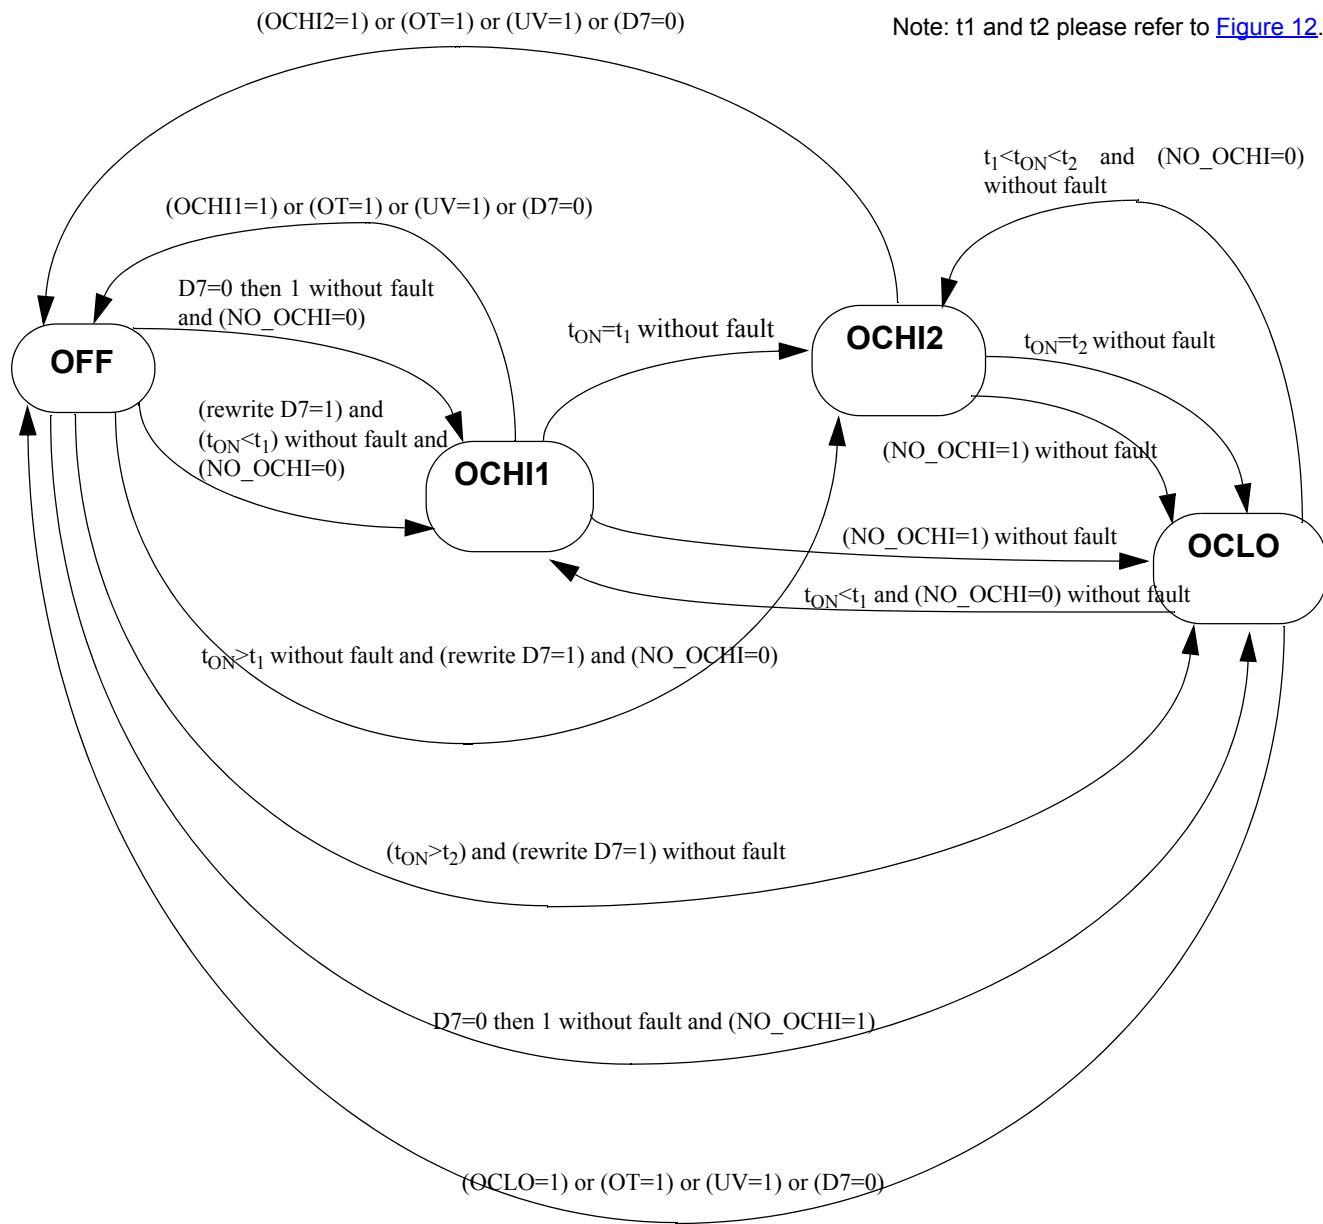 (OCHI2=1) or (OT=1) or (UV=1) or (D7=0)
Note: t1 and t2 please refer to Figure 12.
t1<tON<t2 and (NO_OCHI=0)
without fault
(OCHI1=1) or (OT=1) or (UV=1) or (D7=0)
D7=0 then 1 without fault
and (NO_OCHI=0)
tON=t1 without fault
OCHI2
tON=t2 without fault
OFF
(rewrite D7=1) and
(tON<t1) without fault and
(NO_OCHI=0)
OCHI1
(NO_OCHI=1) without fault
(NO_OCHI=1) without fault
OCLO
tON<t1 and (NO_OCHI=0) without fault
tON>t1 without fault and (rewrite D7=1) and (NO_OCHI=0)
(tON>t2) and (rewrite D7=1) without fault
D7=0 then 1 without fault and (NO_OCHI=1)
(OCLO=1) or (OT=1) or (UV=1) or (D7=0)